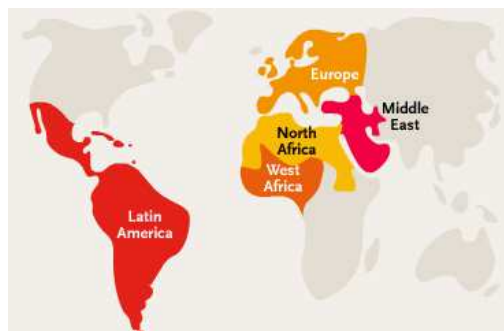 Europe
Middle
East
North
Africa
West
Africa
Latin
America